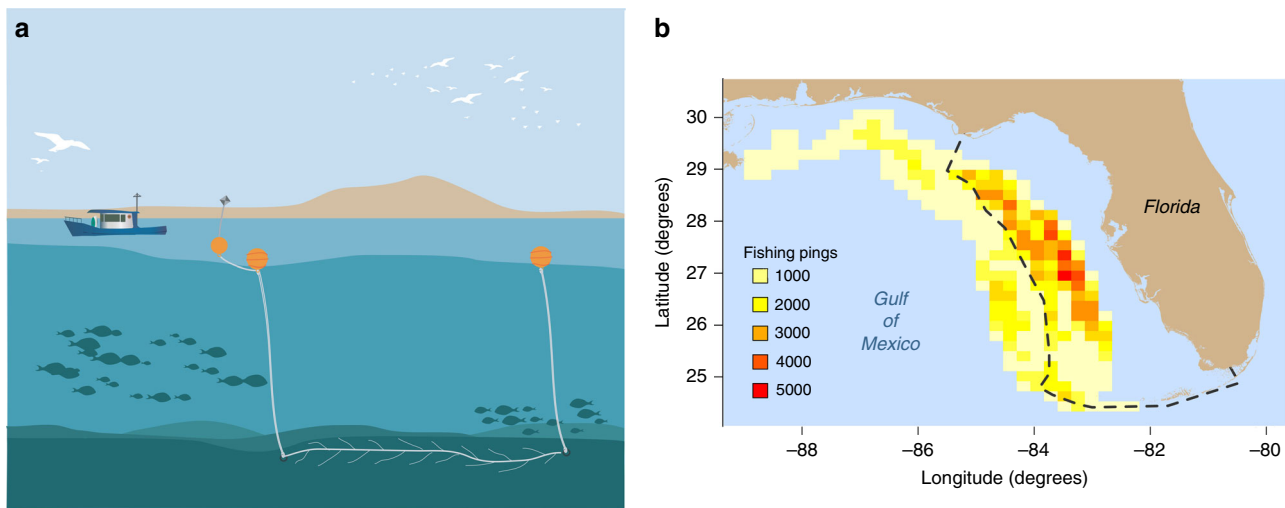 a
b
30
29
28
27
26
25
Latitude (degrees)
Fishing pings
1000
2000
3000
4000
5000
Gulf
of
Mexico
Florida
–88
–86
–84
–82
–80
Longitude (degrees)